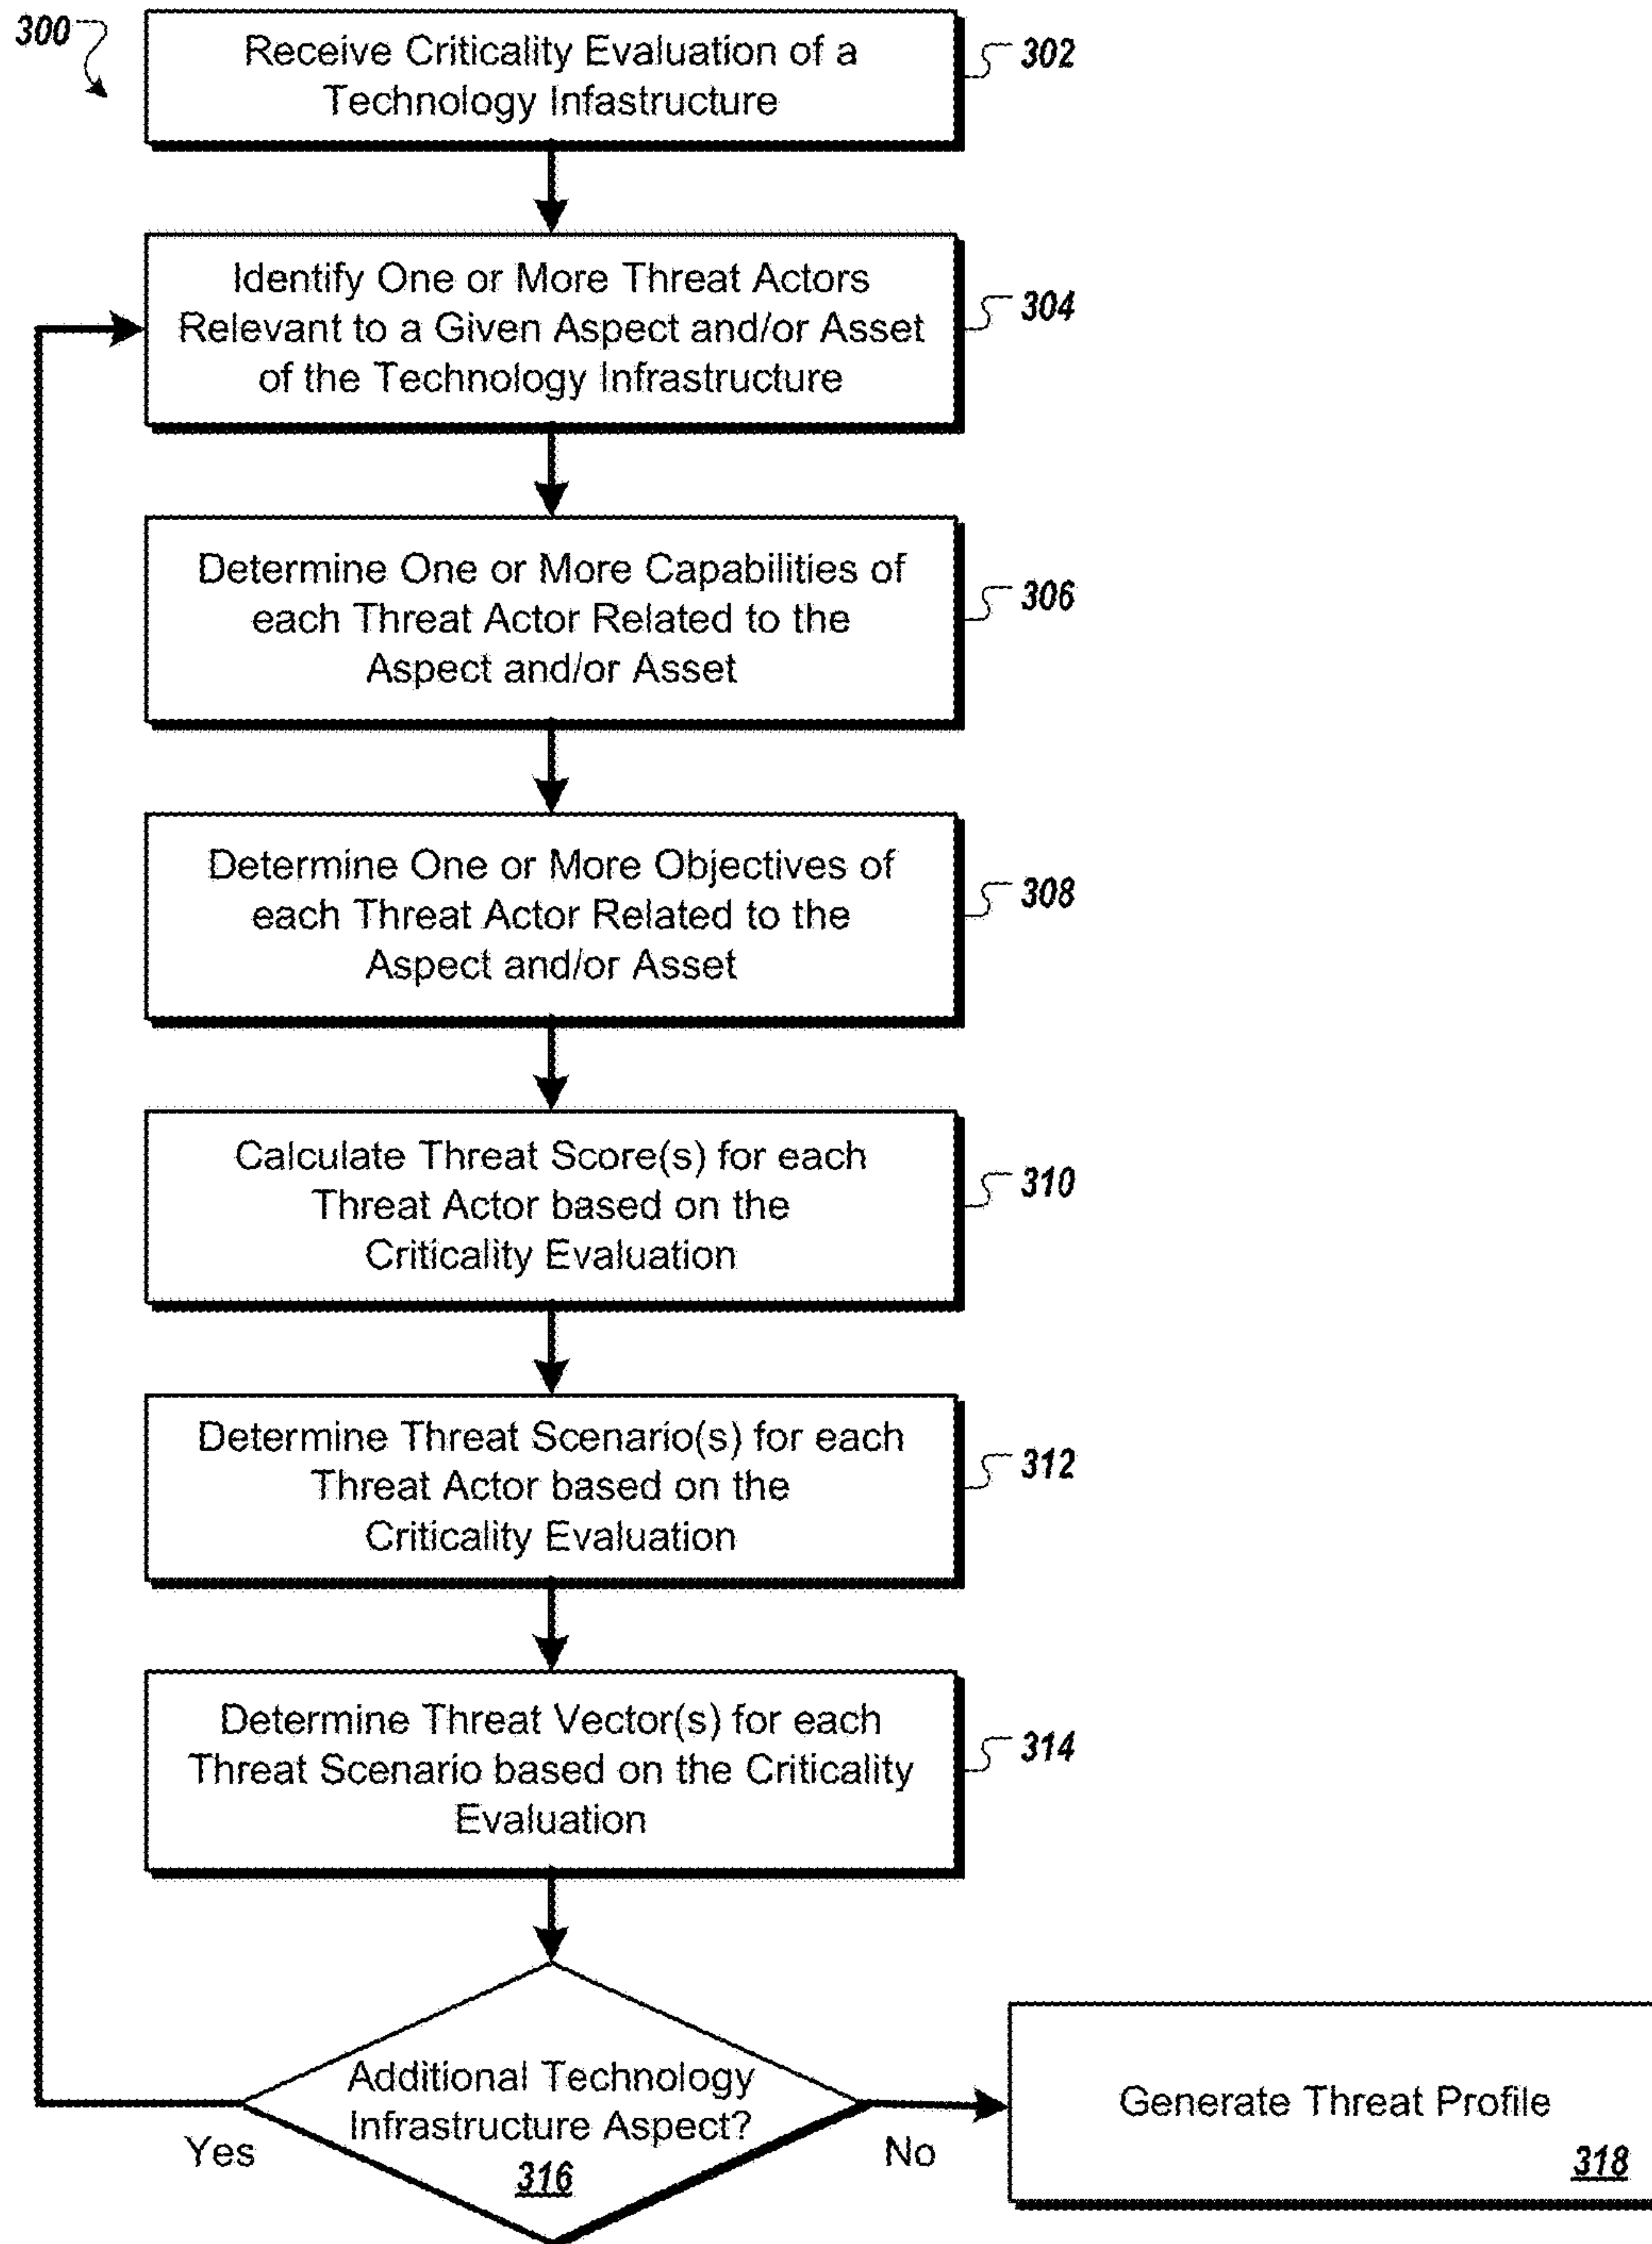 300
Receive Criticality Evaluation of a
Technology Infastructure
302
Identify One or More Threat Actors
Relevant to a Given Aspect and/or Asset
of the Technology Infrastructure
304
Determine One or More Capabilities of
each Threat Actor Related to the
Aspect and/or Asset
306
Determine One or More Objectives of
each Threat Actor Related to the
Aspect and/or Asset
308
Calculate Threat Score(s) for each
Threat Actor based on the
Criticality Evaluation
310
Determine Threat Scenario(s) for each
Threat Actor based on the
Criticality Evaluation
312
Determine Threat Vector(s) for each
Threat Scenario based on the Criticality
Evaluation
314
Additional Technology
Infrastructure Aspect?
316
Yes
No
Generate Threat Profile
318